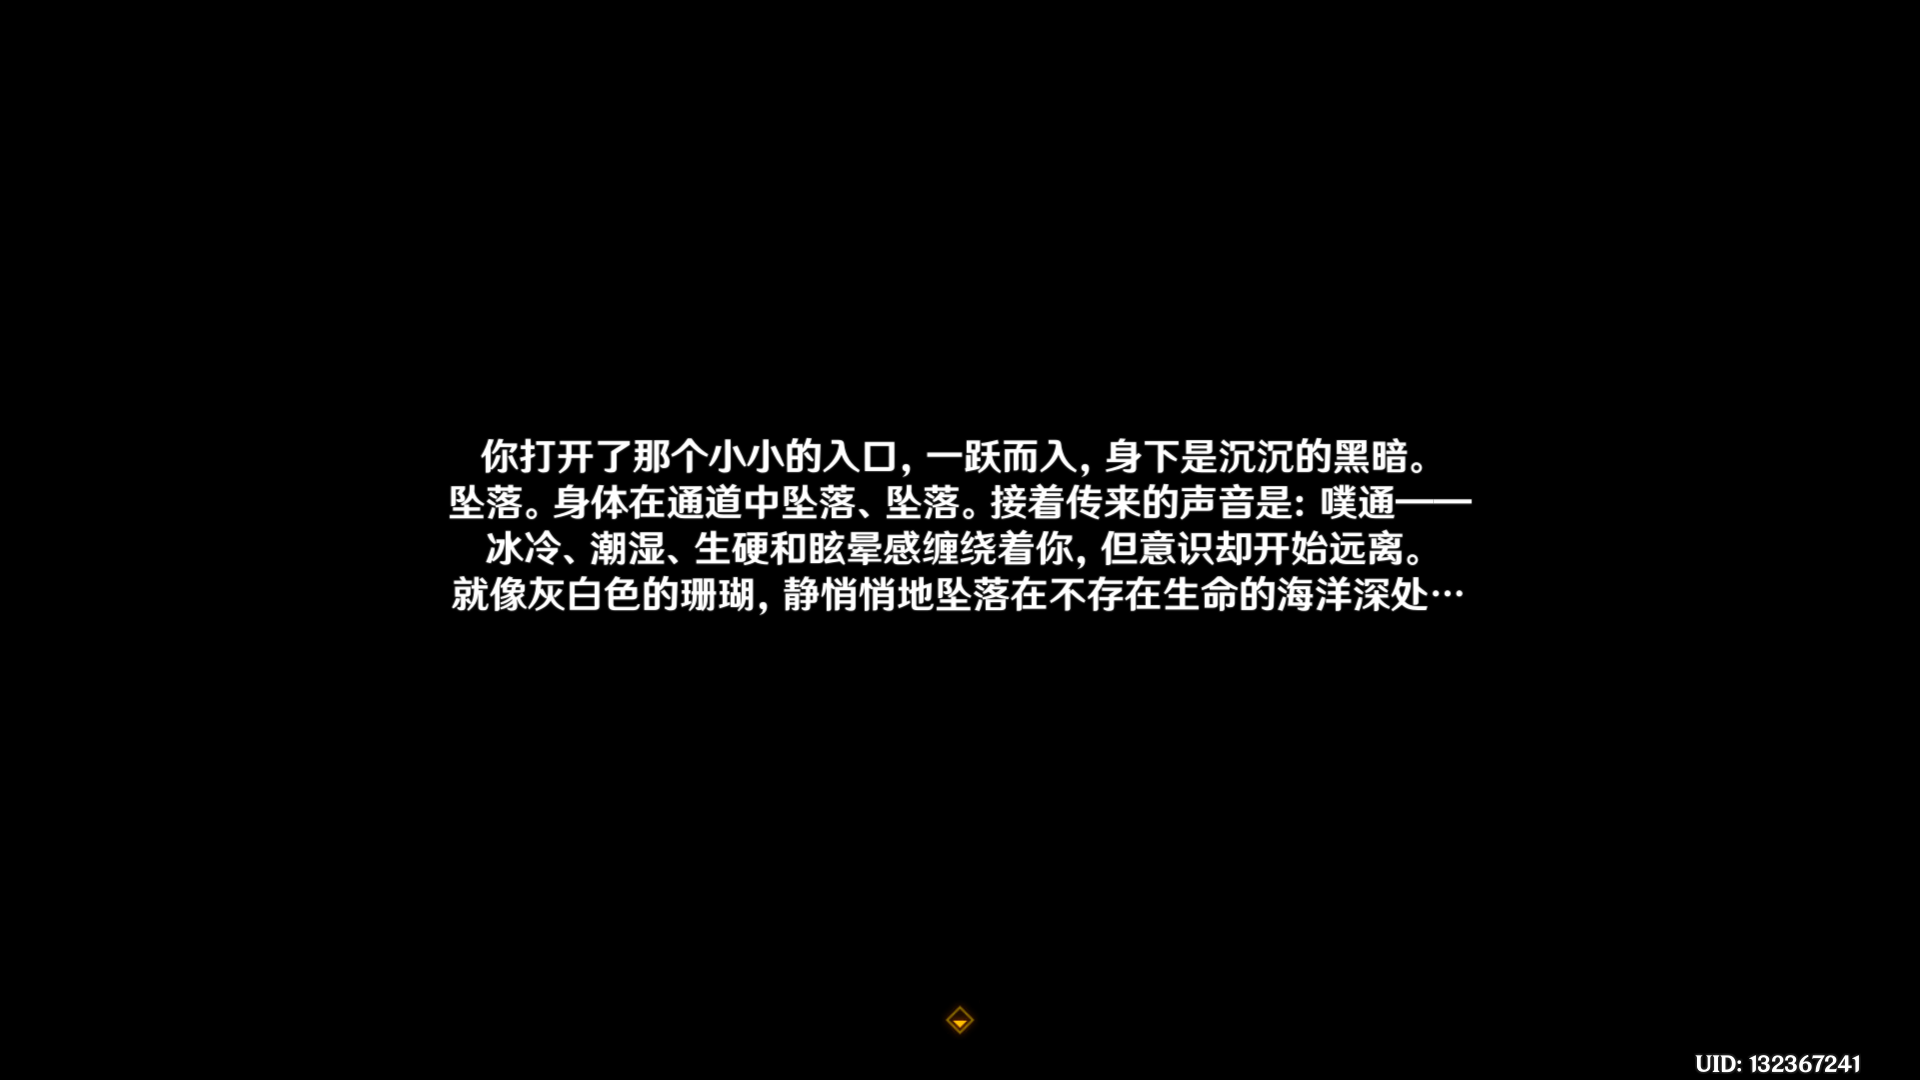 你打开了那个小小的入口，一跃而入，身下是沉沉的黑暗。
坠落。身体在通道中坠落、坠落。接着传来的声音是：噗通——
冰冷、潮湿、生硬和眩晕感缠绕着你，但意识却开始远离。
就像灰白色的珊瑚，静悄悄地坠落在不存在生命的海洋深处…
UID: 132367241